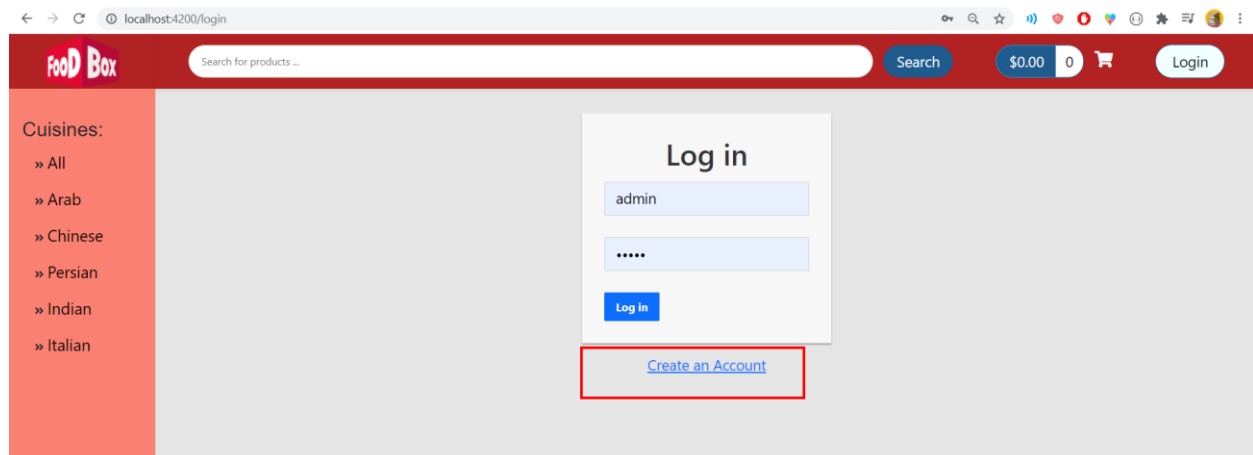 localhost:4200/login
FooD Box
Search for products ...
Search
$0.00 0
Login
Cuisines:
» All
» Arab
» Chinese
» Persian
» Indian
» Italian
Log in
admin
•••••
Log in
Create an Account